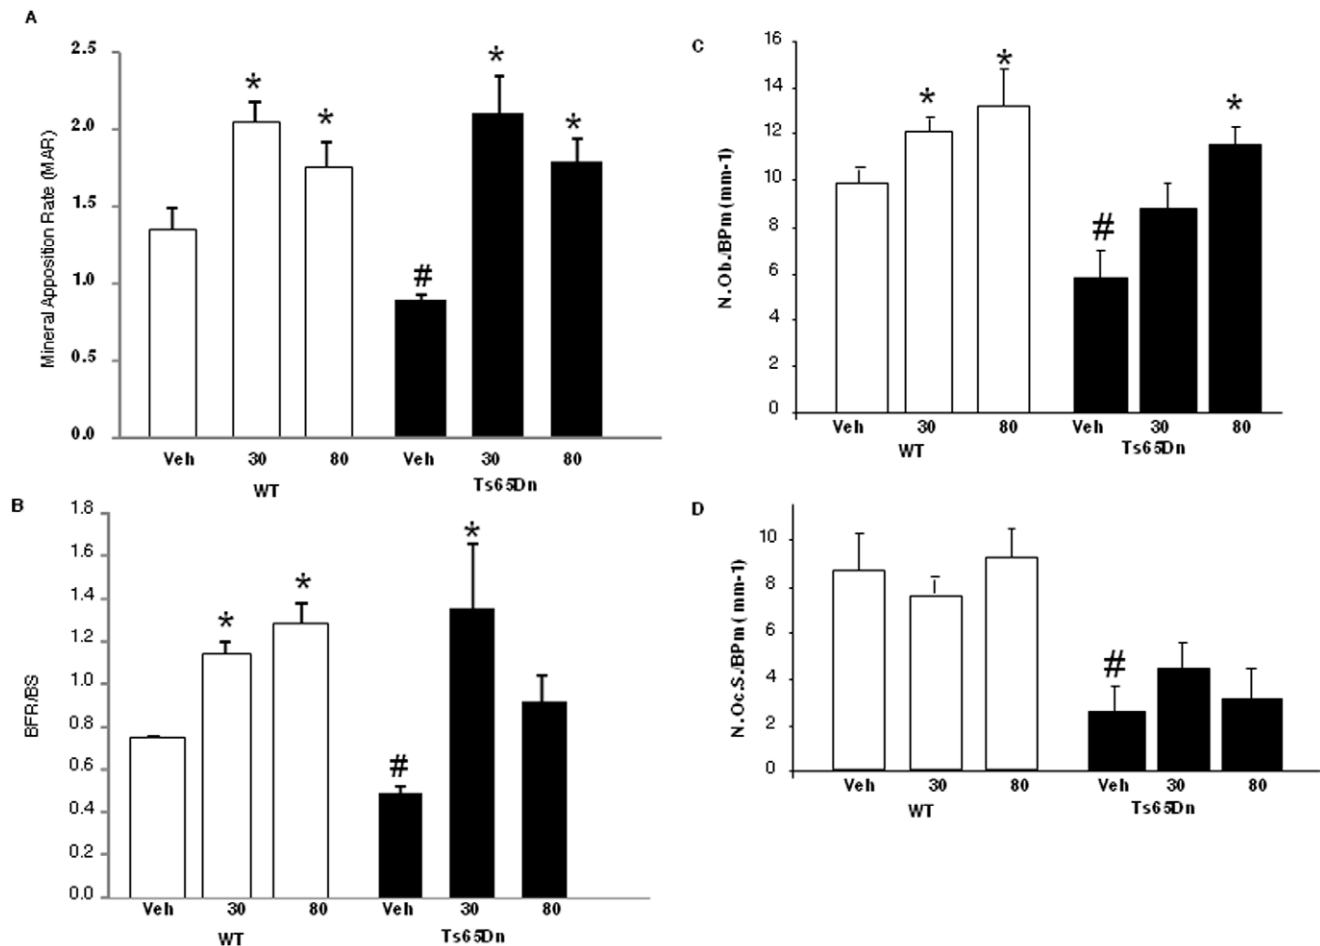 A
2.5
2.0
1.5
1.0
0.5
0.0
Mineral Apposition Rate (MAR)
*
*
#
*
*
Veh 30 80 Veh 30 80
WT Ts65Dn
B
1.8
1.6
1.4
1.2
1.0
0.8
0.6
0.4
0.2
0.0
BFR/BS
*
*
#
*
Veh 30 80 Veh 30 80
WT Ts65Dn
C
16
14
12
10
8
6
4
2
0
N.Ob./BPm (mm-1)
*
*
#
*
Veh 30 80 Veh 30 80
WT Ts65Dn
D
10
8
6
4
2
0
N.Oc.S./BPm ( mm-1)
#
Veh 30 80 Veh 30 80
WT Ts65Dn